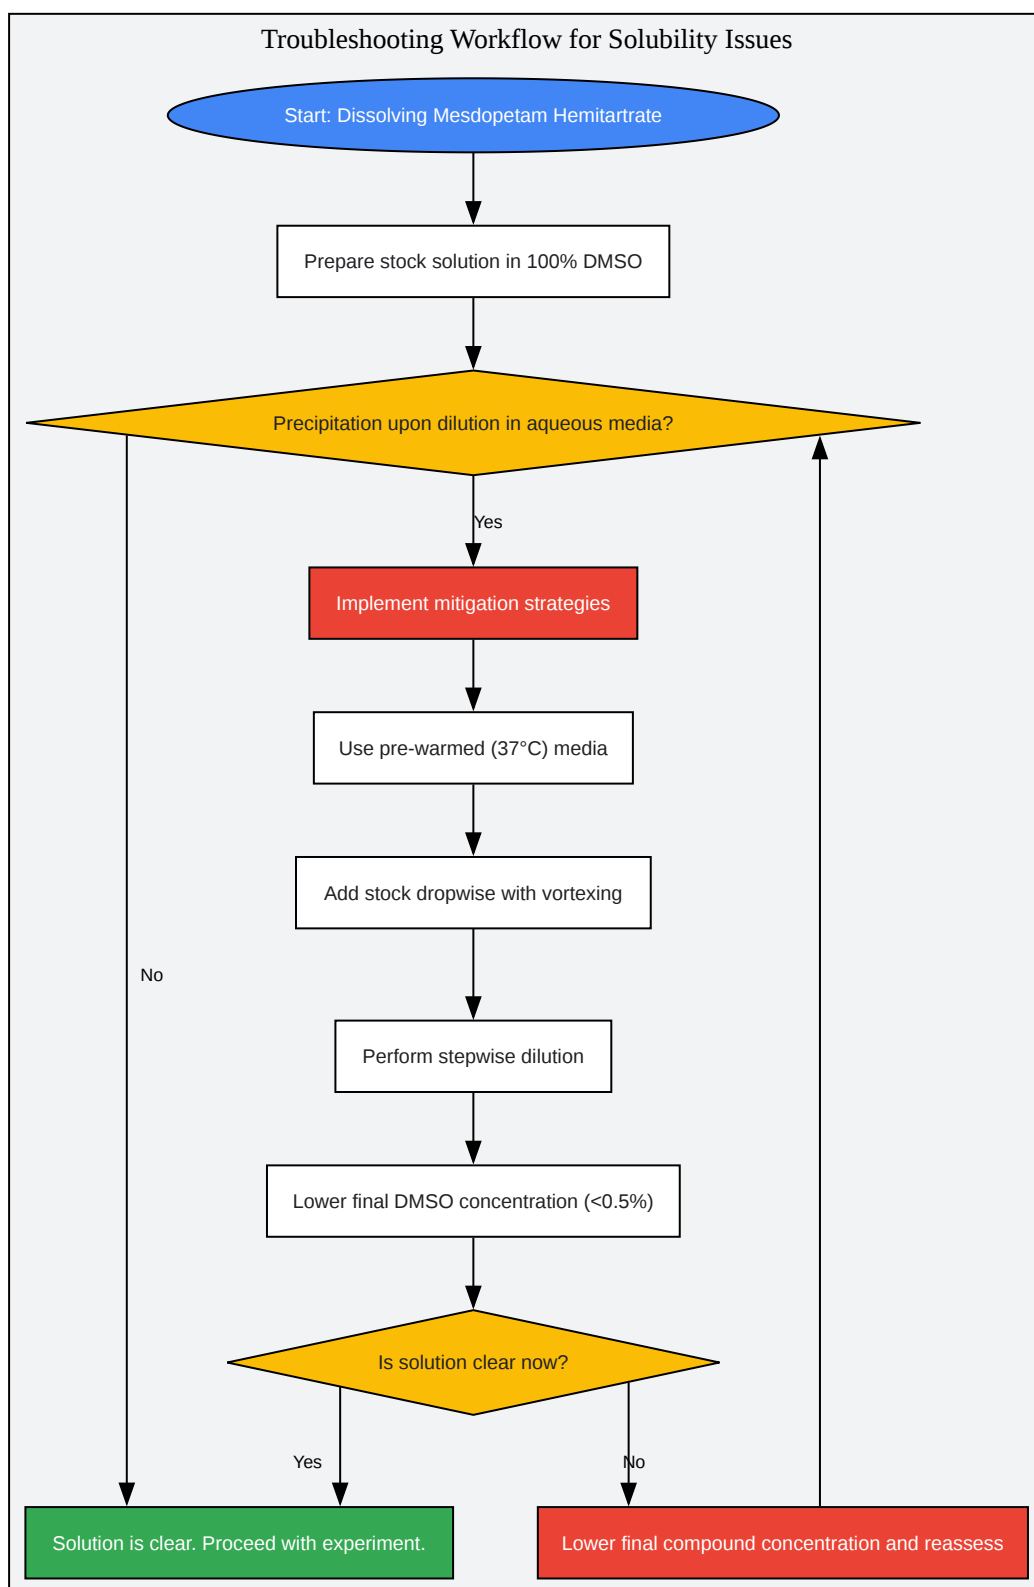 Troubleshooting Workflow for Solubility Issues
Start: Dissolving Mesdopetam Hemitartrate
Prepare stock solution in 100% DMSO
Precipitation upon dilution in aqueous media?
Yes
Implement mitigation strategies
Use pre-warmed (37°C) media
Add stock dropwise with vortexing
No
Perform stepwise dilution
Lower final DMSO concentration (<0.5%)
Is solution clear now?
Yes
No
Solution is clear. Proceed with experiment.
Lower final compound concentration and reassess